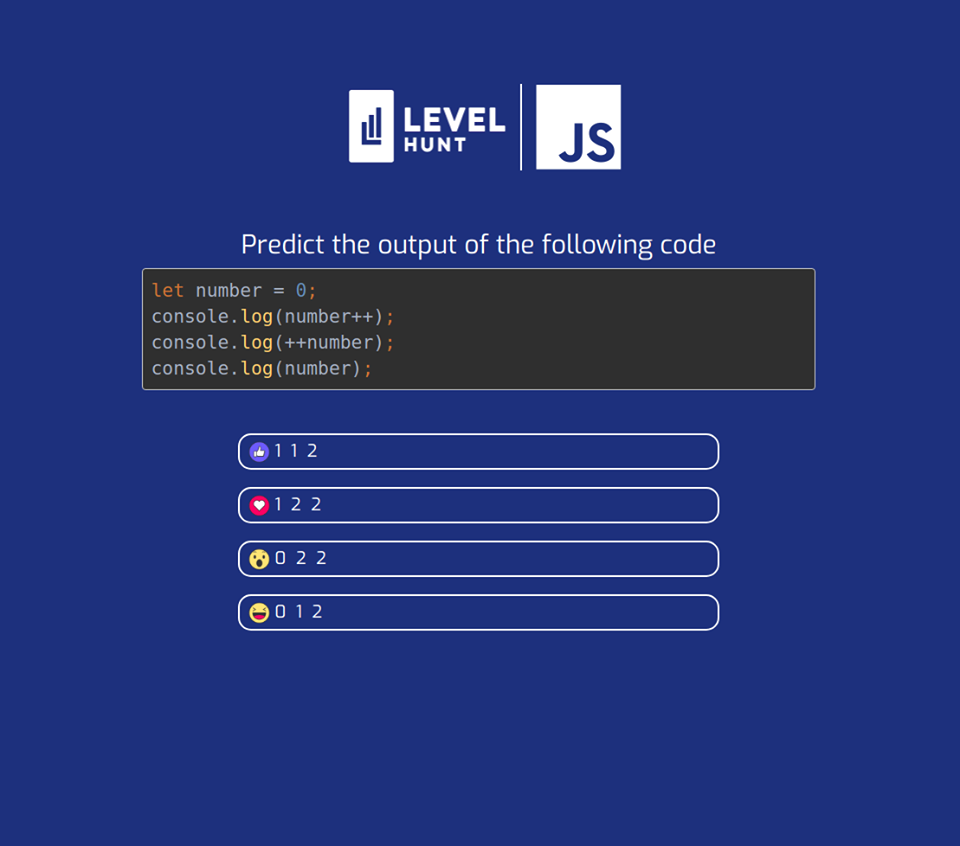 LEVEL
HUNT
JS
Predict the output of the following code
let number = 0;
console.log(number++);
console.log(++number);
console.log(number);
1 1 2
1 2 2
0 2 2
0 1 2